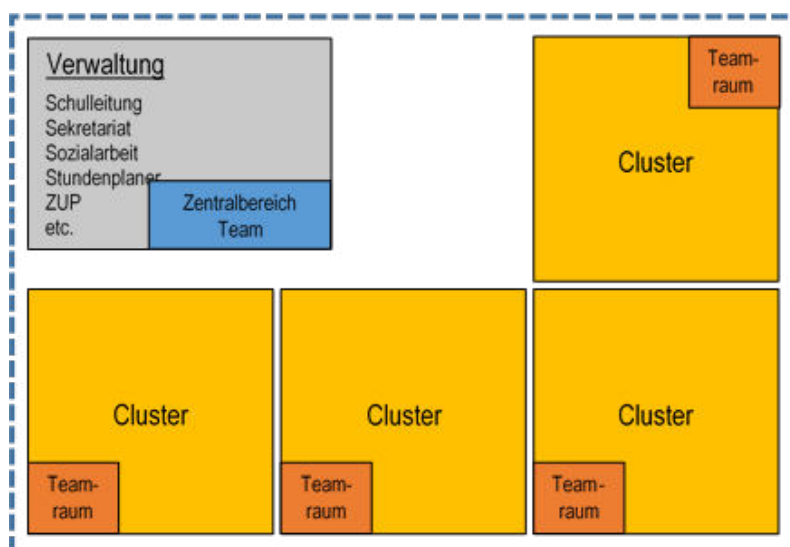 Verwaltung
Schulleitung
Sekretariat
Sozialarbeit
Stundenplaner
ZUP
etc.
Zentralbereich
Team
Team-
raum
Cluster
Cluster
Team-
raum
Cluster
Team-
raum
Cluster
Team-
raum